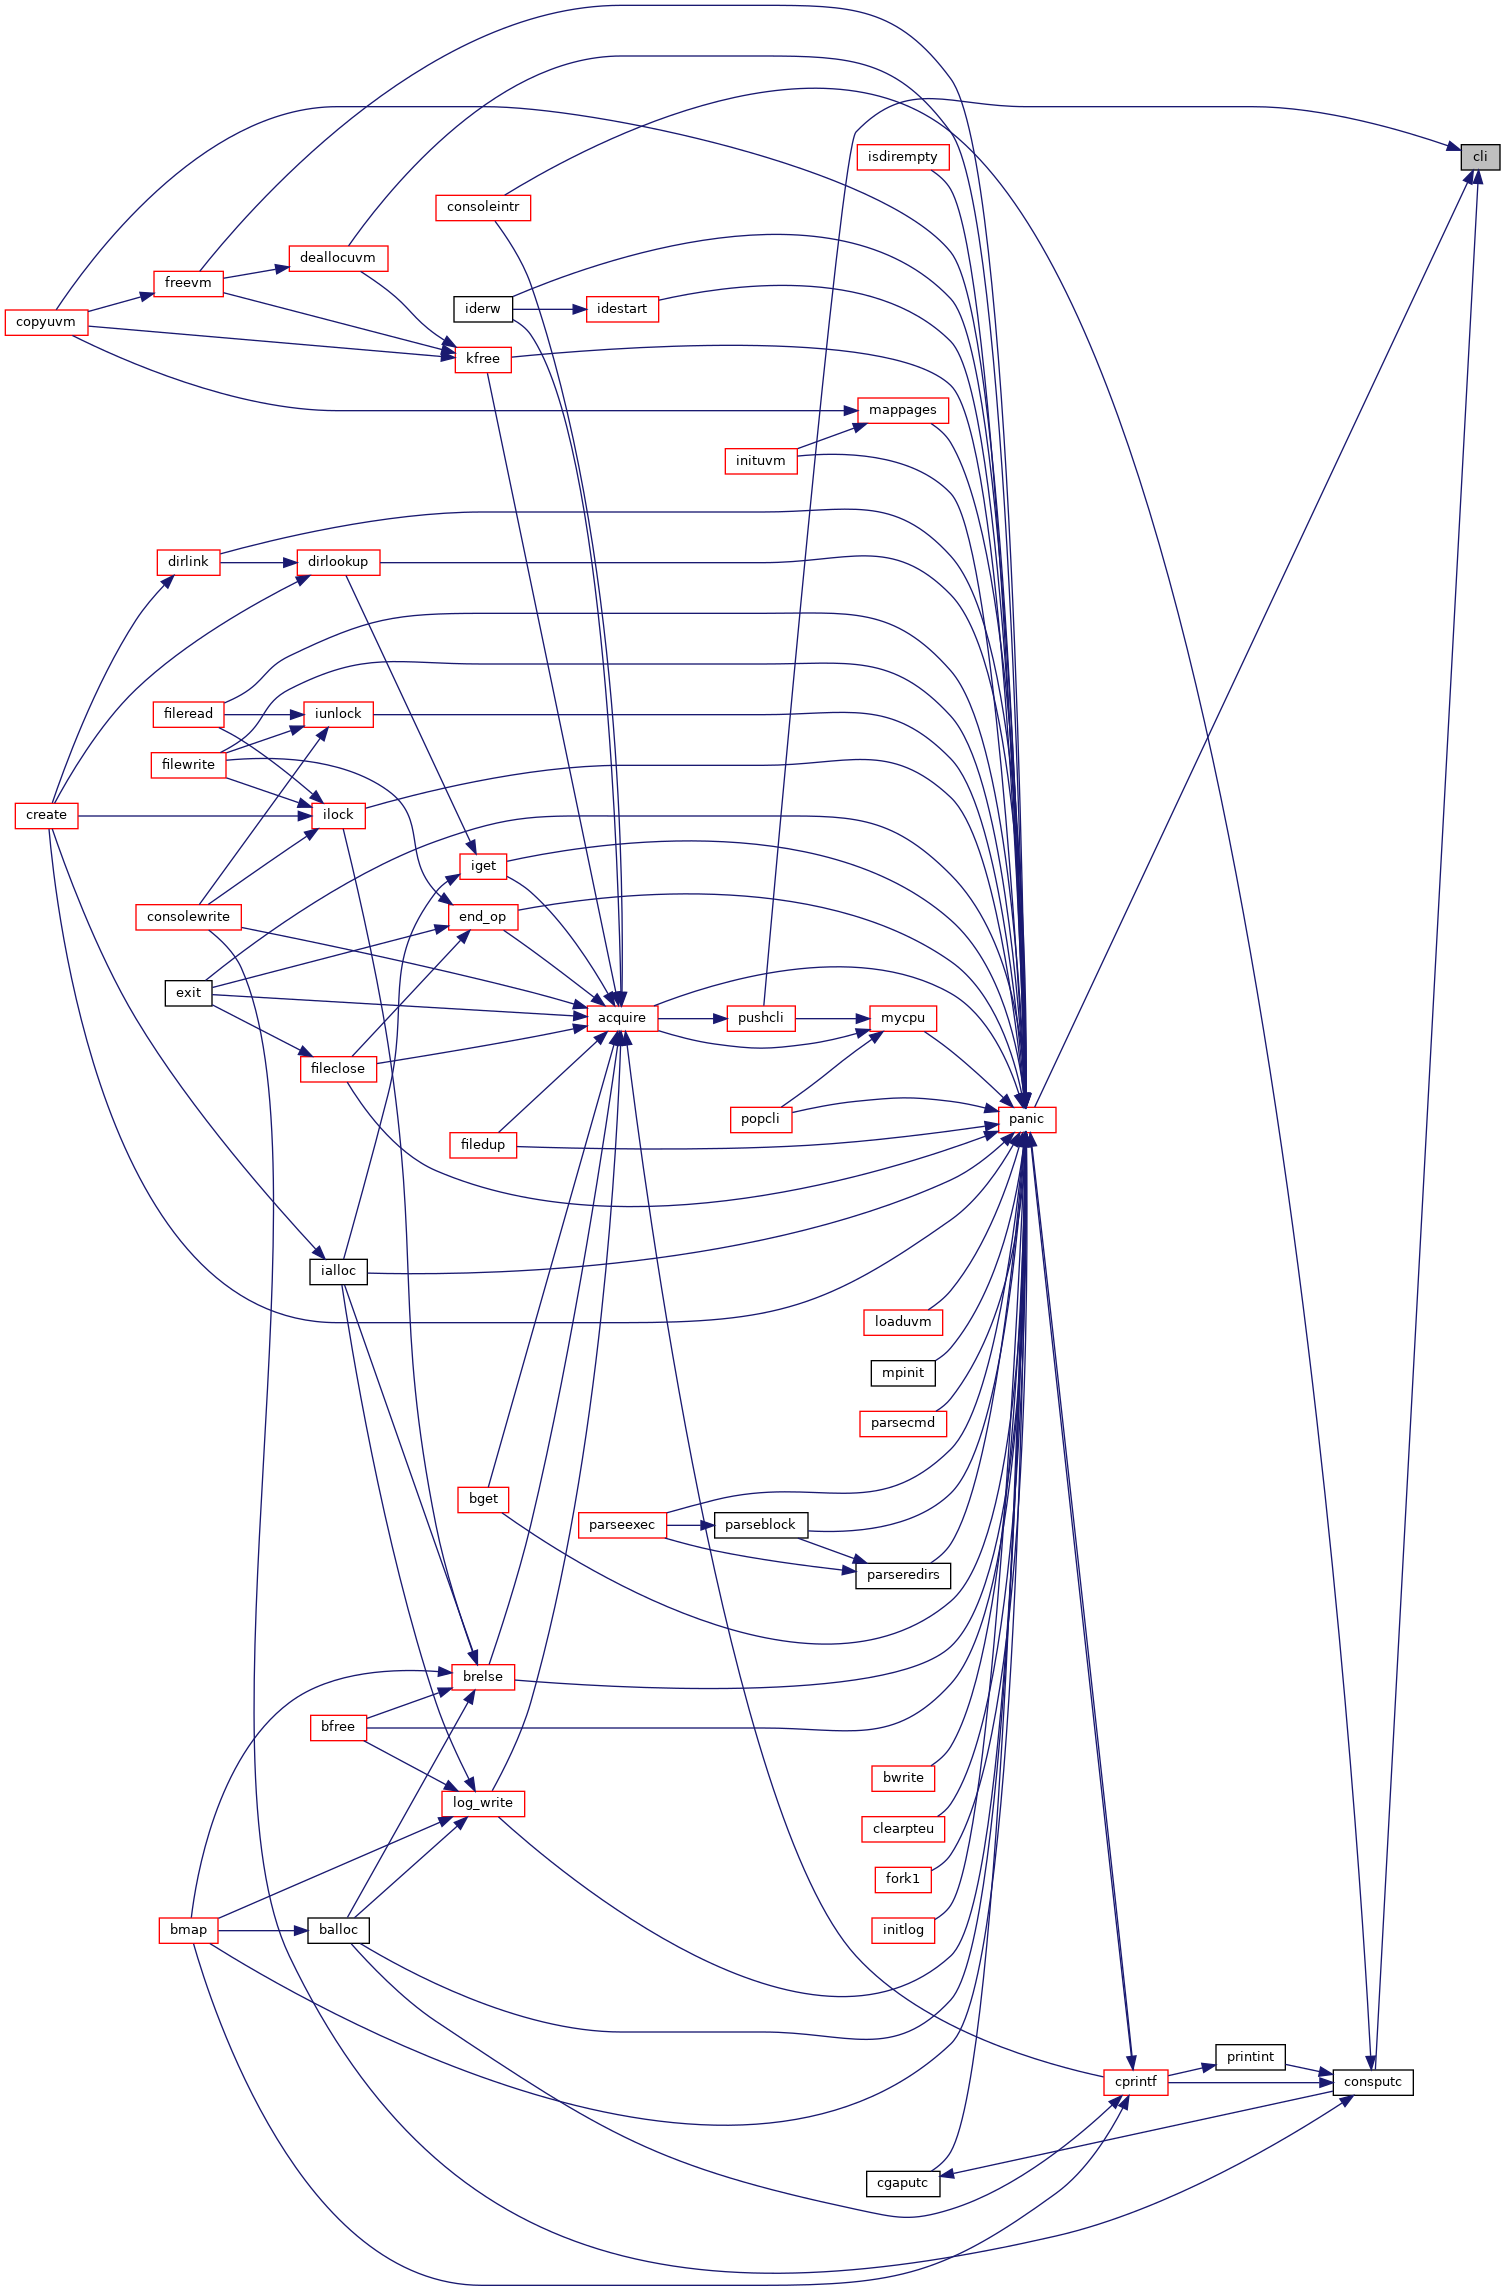 cli
isdirempty
consoleintr
deallocuvm
freevm
iderw
idestart
copyuvm
kfree
mappages
inituvm
dirlink
dirlookup
fileread
iunlock
filewrite
create
ilock
iget
consolewrite
end_op
exit
acquire
pushcli
mycpu
fileclose
popcli
panic
filedup
ialloc
loaduvm
mpinit
parsecmd
bget
parseexec
parseblock
parseredirs
brelse
bfree
bwrite
log_write
clearpteu
fork1
bmap
balloc
initlog
printint
cprintf
consputc
cgaputc